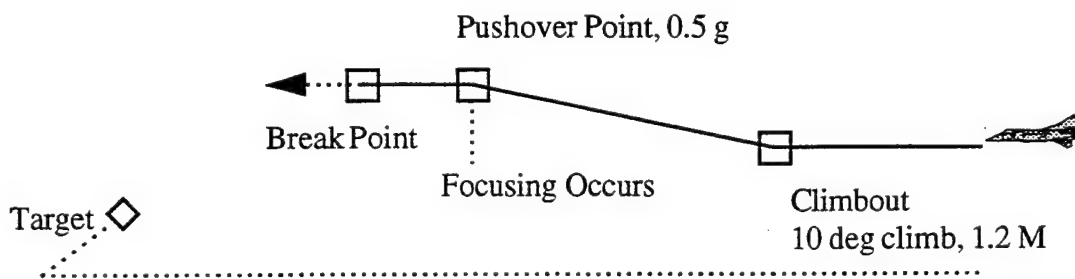 Pushover Point, 0.5 g
Break Point
Focusing Occurs
Target
Climbout
10 deg climb, 1.2 M